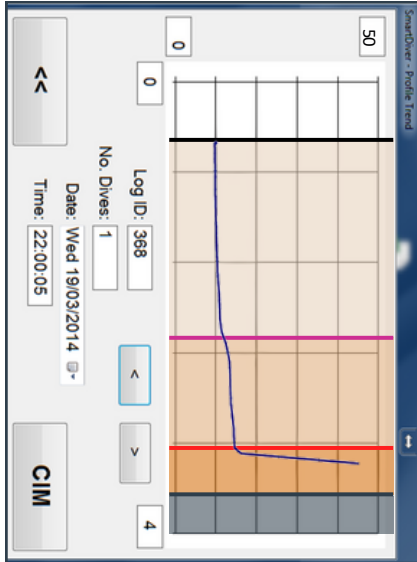 SmartDiver - Profile Trend
50
0
0
4
Log ID: 368
No. Dives: 1
Date: Wed 19/03/2014
Time: 22:00:05
<
>
<<
CIM